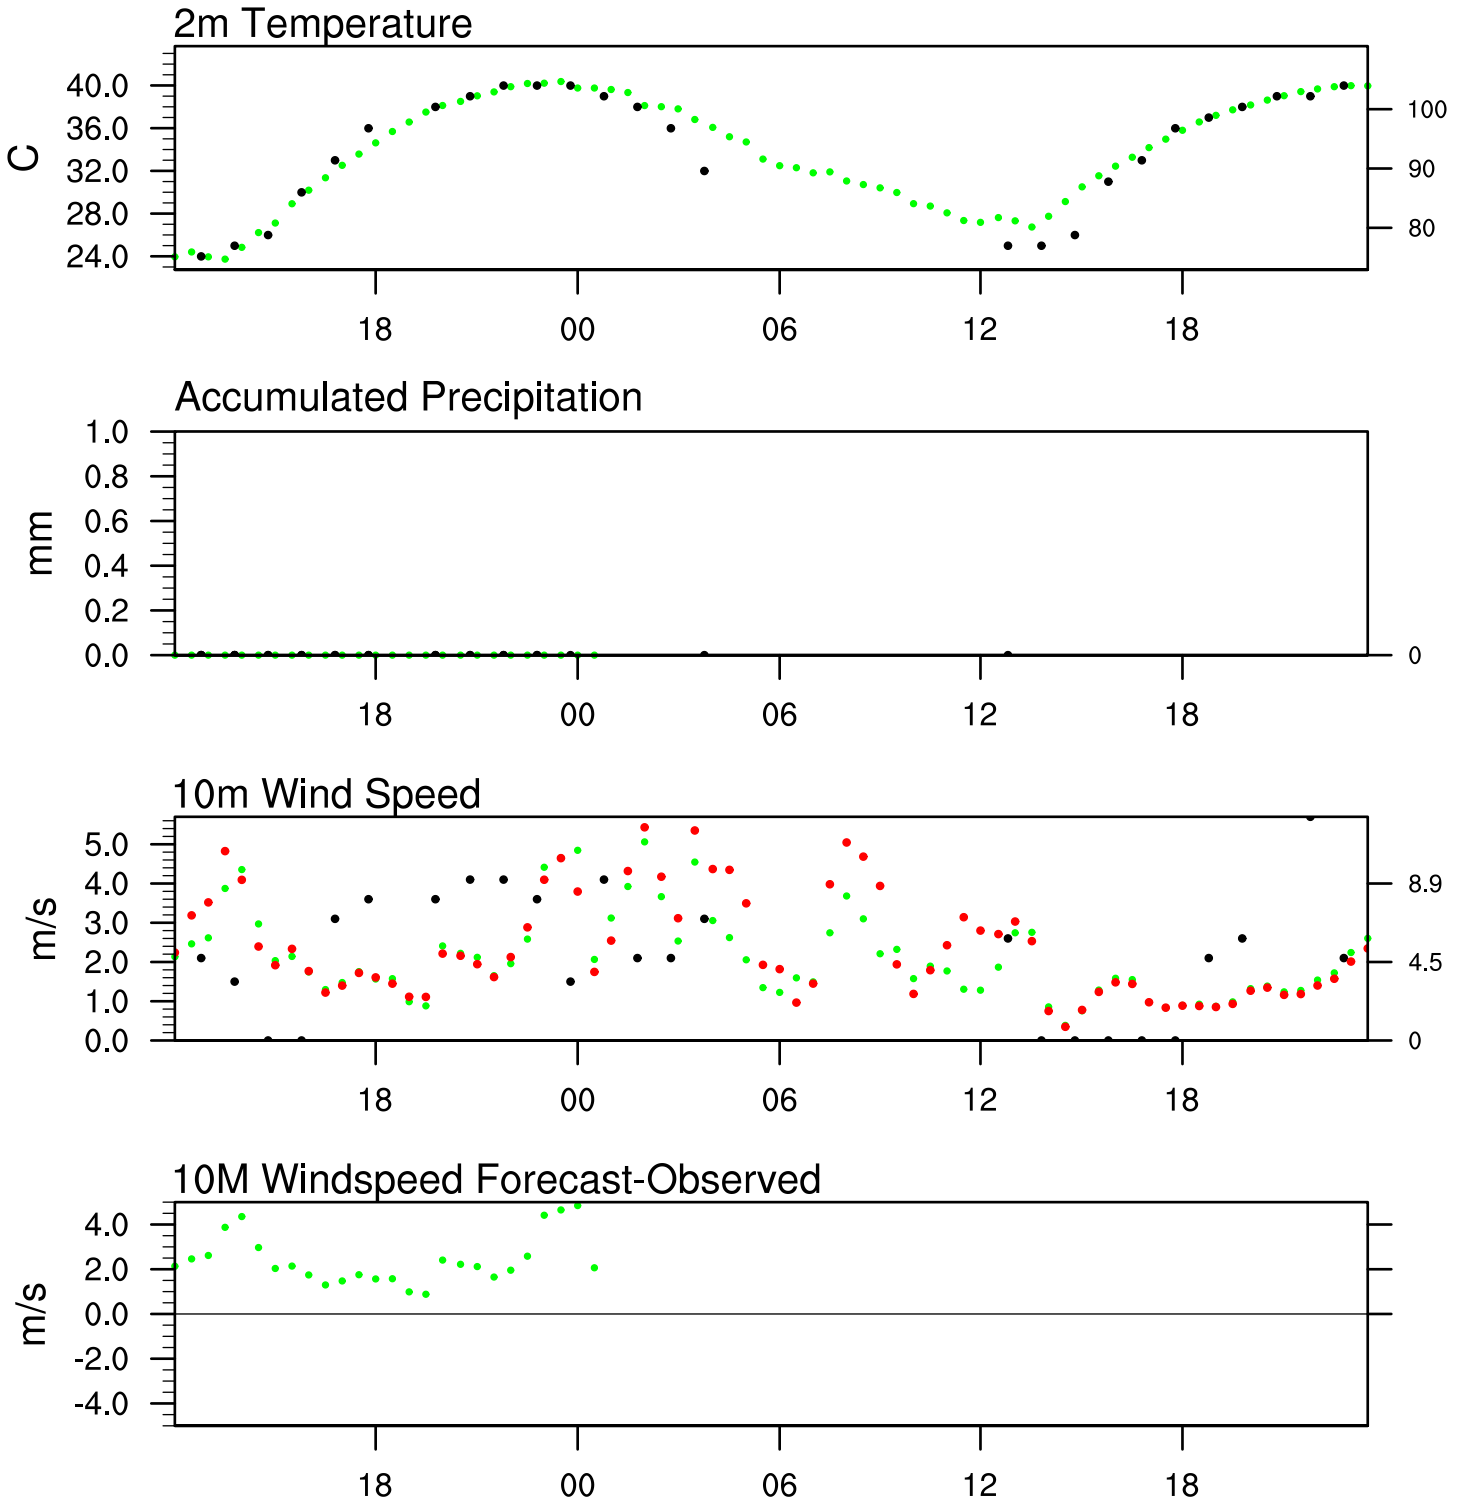 2m Temperature
40.0
36.0
32.0
28.0
24.0
C
100
90
80
18 00 06 12 18
Accumulated Precipitation
1.0
0.8
0.6
0.4
0.2
0.0
mm
0
18 00 06 12 18
10m Wind Speed
5.0
4.0
3.0
2.0
1.0
0.0
m/s
8.9
4.5
0
18 00 06 12 18
10M Windspeed Forecast-Observed
4.0
2.0
0.0
-2.0
-4.0
m/s
18 00 06 12 18